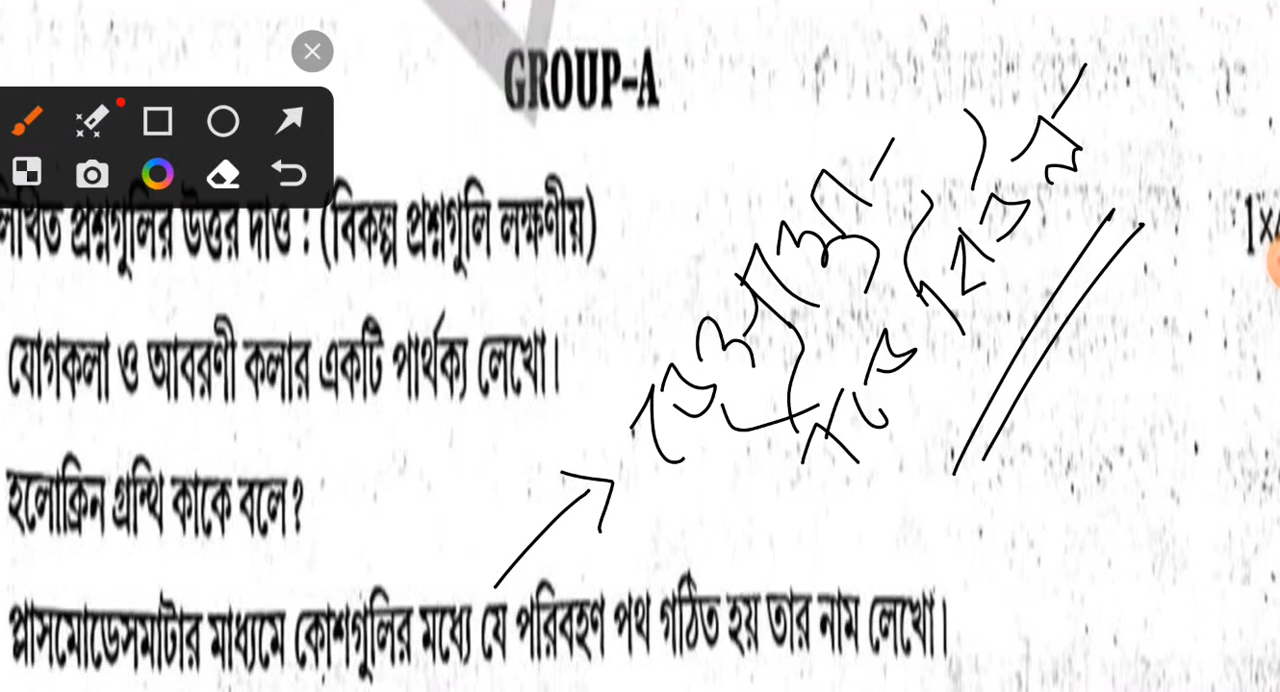 GROUP-A
লিখিত প্রশ্নগুলির উত্তর দাও : (বিকল্প প্রশ্নগুলি লক্ষণীয়)
যোগকলা ও আবরণী কলার একটি পার্থক্য লেখো।
হলোক্রিন গ্রন্থি কাকে বলে?
প্লাসমোডেসমাটার মাধ্যমে কোশগুলির মধ্যে যে পরিবহণ পথ গঠিত হয় তার নাম লেখো।